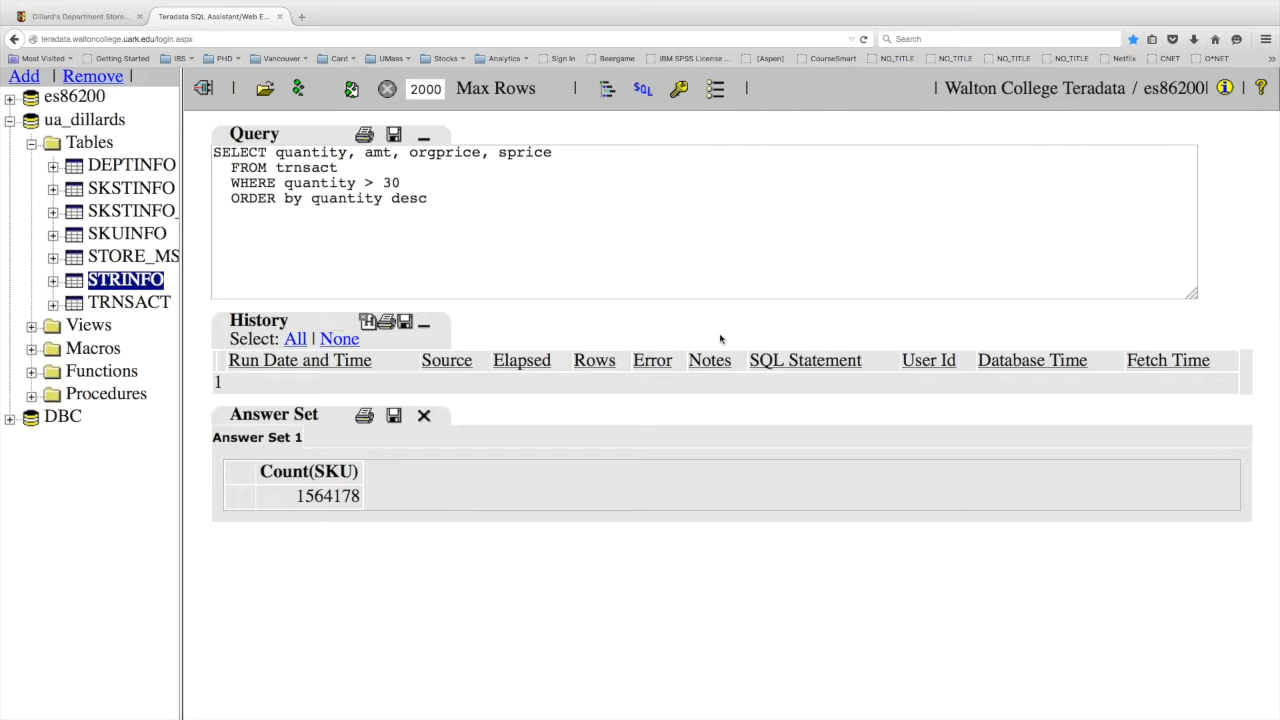 Dillard's Department Store... × Teradata SQL Assistant/Web E... × +
teradata.waltoncollege.uark.edu/login.aspx Search
Most Visited Getting Started IBS PHD Vancouver Card UMass Stocks Analytics Sign In Beergame IBM SPSS License ... [Aspen] CourseSmart NO_TITLE NO_TITLE NO_TITLE NO_TITLE Netflix CNET O*NET »
Add | Remove |
2000 Max Rows | | SQL | | Walton College Teradata / es86200|
es86200
ua_dillards
Tables
DEPTINFO
SKSTINFO
SKSTINFO_
SKUINFO
STORE_MS
STRINFO
TRNSACT
Views
Macros
Functions
Procedures
DBC
Query
SELECT quantity, amt, orgprice, sprice
FROM trnsact
WHERE quantity > 30
ORDER by quantity desc
History
Select: All | None
Run Date and Time Source Elapsed Rows Error Notes SQL Statement User Id Database Time Fetch Time
1
Answer Set
Answer Set 1
Count(SKU)
1564178